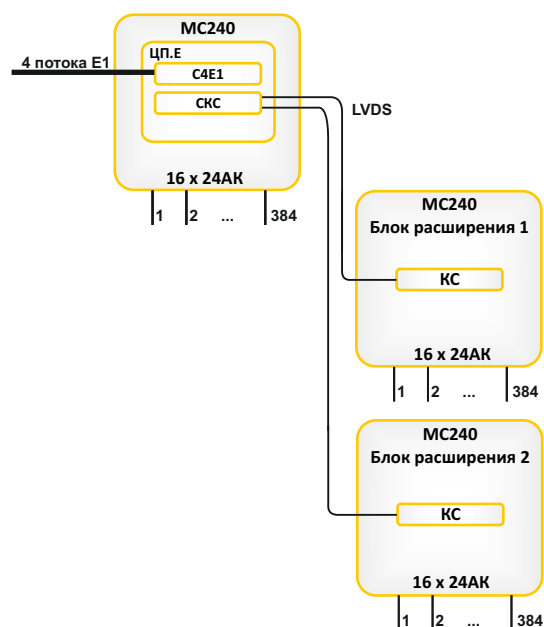 МС240
ЦП.Е
4 потока Е1
С4Е1
СКС
LVDS
16 x 24АК
1 2 ... 384
МС240
Блок расширения 1
КС
16 x 24АК
1 2 ... 384
МС240
Блок расширения 2
КС
16 x 24АК
1 2 ... 384